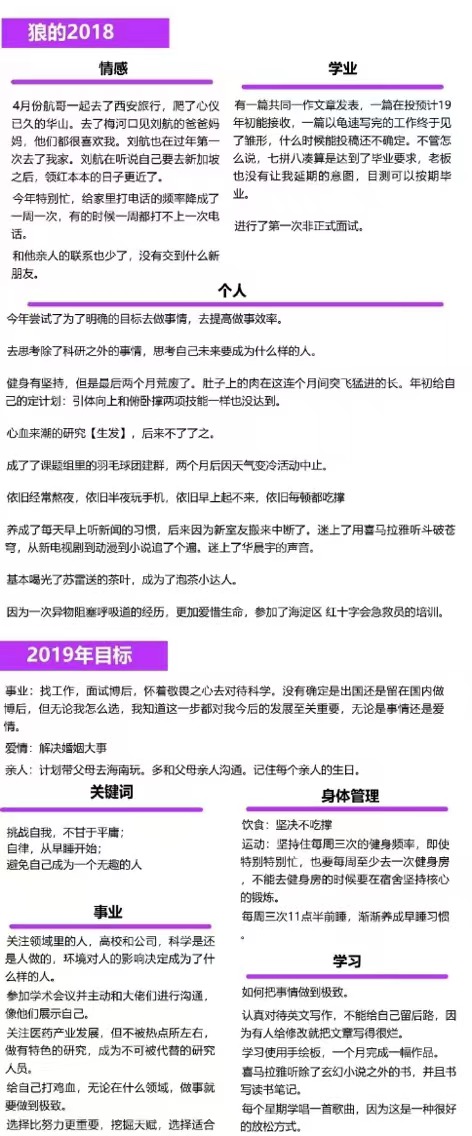 狼的2018
情感
4月份航哥一起去了西安旅行，爬了心仪
已久的华山。去了梅河口见刘航的爸爸妈
妈，他们都很喜欢我。刘航也在过年第一
次去了我家。刘航在听说自己要去新加坡
之后，领红本本的日子更近了。
今年特别忙，给家里打电话的频率降成了
一周一次，有的时候一周都打不上一次电
话。
和他亲人的联系也少了，没有交到什么新
朋友。
学业
有一篇共同一作文章发表，一篇在投预计19
年初能接收，一篇以龟速写完的工作终于见
了雏形，什么时候能投稿还不确定。不管怎
么说，七拼八凑算是达到了毕业要求，老板
也没有让我延期的意图，目测可以按期毕
业。
进行了第一次非正式面试。
个人
今年尝试了为了明确的目标去做事情，去提高做事效率。
去思考除了科研之外的事情，思考自己未来要成为什么样的人。
健身有坚持，但是最后两个月荒废了。肚子上的肉在这连个月间突飞猛进的长。年初给自
己的定计划：引体向上和俯卧撑两项技能一样也没达到。
心血来潮的研究【生发】，后来不了了之。
成了了课题组里的羽毛球团建群，两个月后因天气变冷活动中止。
依旧经常熬夜，依旧半夜玩手机，依旧早上起不来，依旧每顿都吃撑
养成了每天早上听新闻的习惯，后来因为新室友搬来中断了。迷上了用喜马拉雅听斗破苍
穹，从新电视剧到动漫到小说追了个遍。迷上了华晨宇的声音。
基本喝光了苏雷送的茶叶，成为了泡茶小达人。
因为一次异物阻塞呼吸道的经历，更加爱惜生命，参加了海淀区 红十字会急救员的培训。
2019年目标
事业：找工作，面试博后，怀着敬畏之心去对待科学。没有确定是出国还是留在国内做
博后，但无论我怎么选，我知道这一步都对我今后的发展至关重要，无论是事情还是爱
情。
爱情：解决婚姻大事
亲人：计划带父母去海南玩。多和父母亲人沟通。记住每个亲人的生日。
关键词
挑战自我，不甘于平庸；
自律，从早睡开始；
避免自己成为一个无趣的人
身体管理
饮食：坚决不吃撑
运动：坚持住每周三次的健身频率，即使
特别特别忙，也要每周至少去一次健身房
，不能去健身房的时候要在宿舍坚持核心
的锻炼。
每周三次11点半前睡，渐渐养成早睡习惯
。
事业
关注领域里的人，高校和公司，科学是还
是人做的，环境对人的影响决定成为了什
么样的人。
参加学术会议并主动和大佬们进行沟通，
像他们展示自己。
关注医药产业发展，但不被热点所左右，
做有特色的研究，成为不可被代替的研究
人员。
给自己打鸡血，无论在什么领域，做事就
要做到极致。
选择比努力更重要，挖掘天赋，选择适合
学习
如何把事情做到极致。
认真对待英文写作，不能给自己留后路，因
为有人给修改就把文章写得很烂。
学习使用手绘板，一个月完成一幅作品。
喜马拉雅听除了玄幻小说之外的书，并且书
写读书笔记。
每个星期学唱一首歌曲，因为这是一种很好
的放松方式。